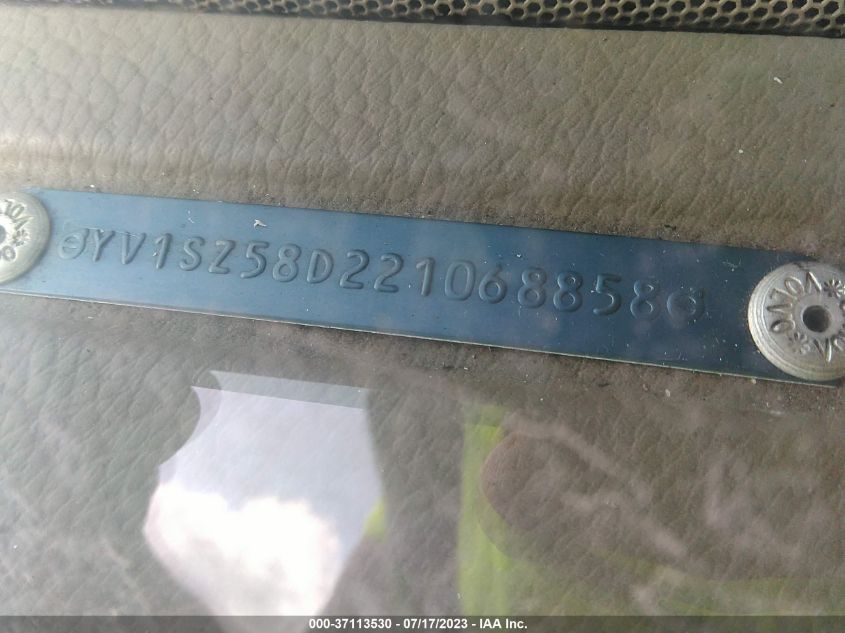 YV1SZ58D221068858
VOLVO
VOLVO
000-37113530 - 07/17/2023 - IAA Inc.